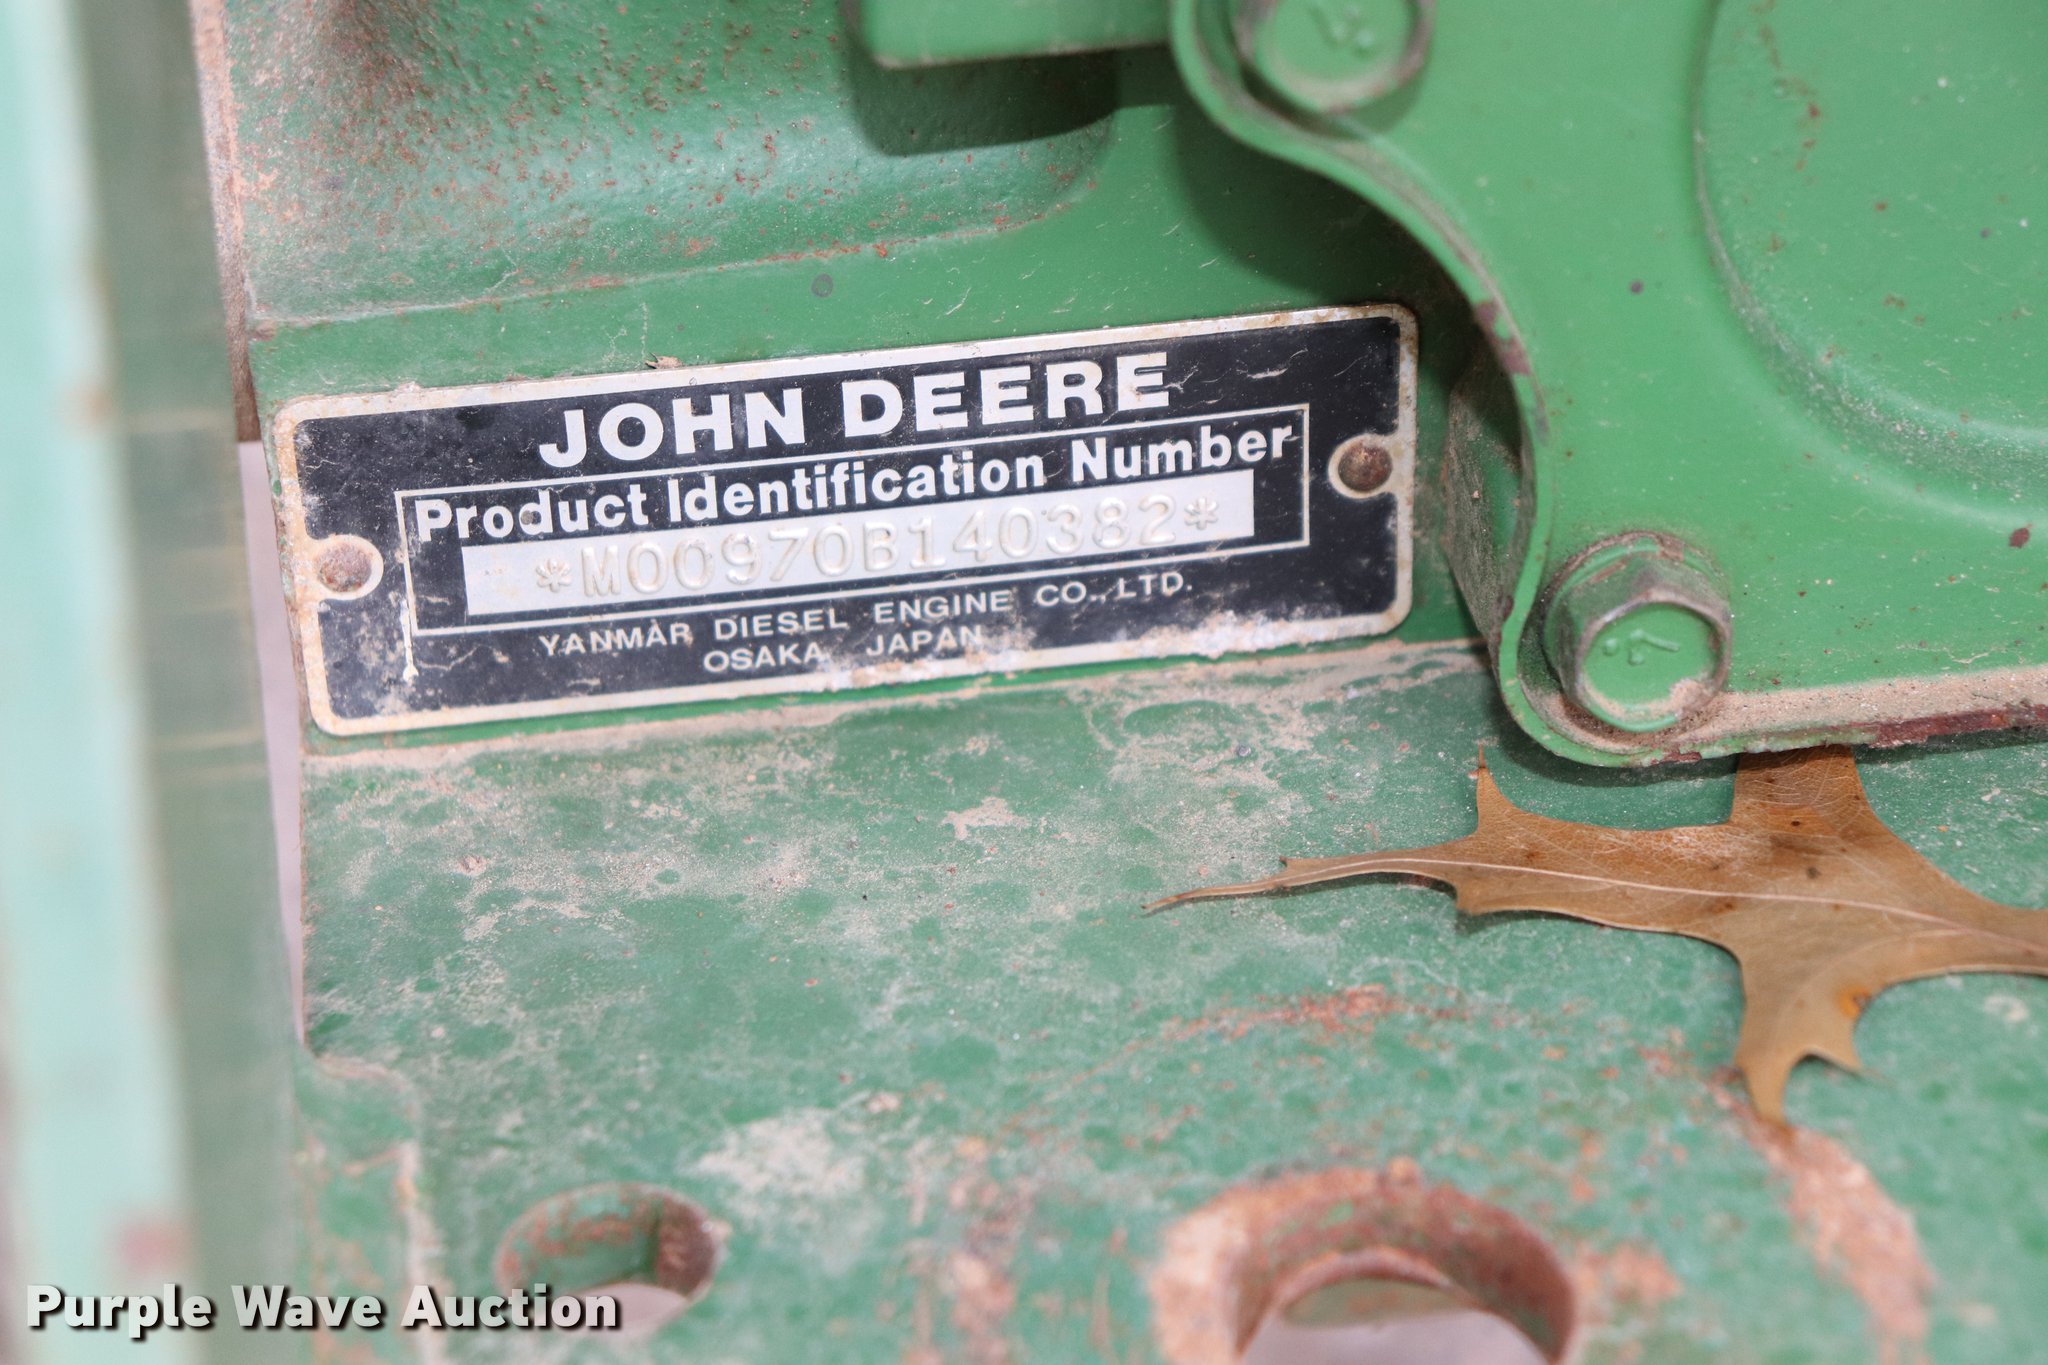 JOHN DEERE
Product Identification Number
*M00970B140382*
YANMAR DIESEL ENGINE CO., LTD.
OSAKA JAPAN
Purple Wave Auction